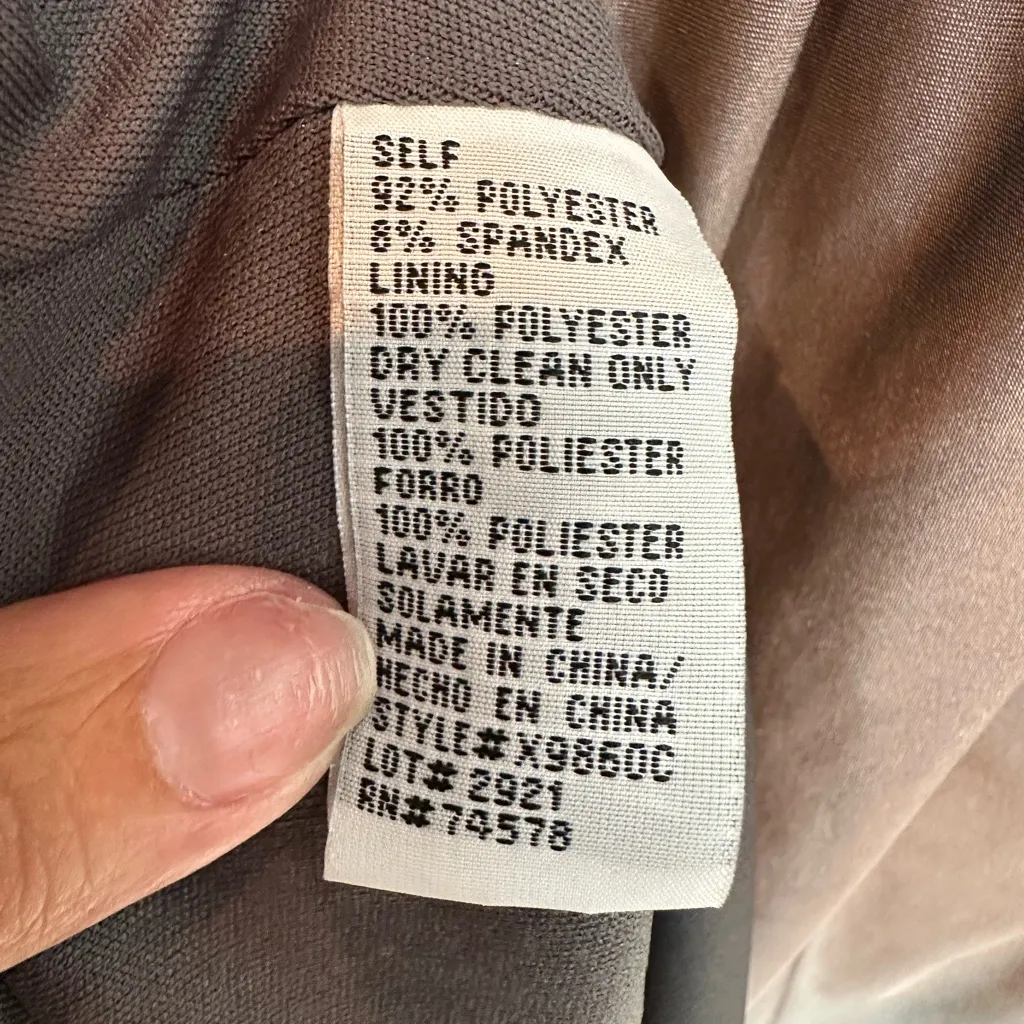 SELF
92% POLYESTER
8% SPANDEX
LINING
100% POLYESTER
DRY CLEAN ONLY
VESTIDO
100% POLIESTER
FORRO
100% POLIESTER
LAVAR EN SECO
SOLAMENTE
MADE IN CHINA/
HECHO EN CHINA
STYLE#X9860C
LOT#2921
RN#74578